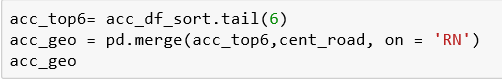 acc_top6= acc_df_sort.tail(6)
acc_geo = pd.merge(acc_top6,cent_road, on = 'RN')
acc_geo